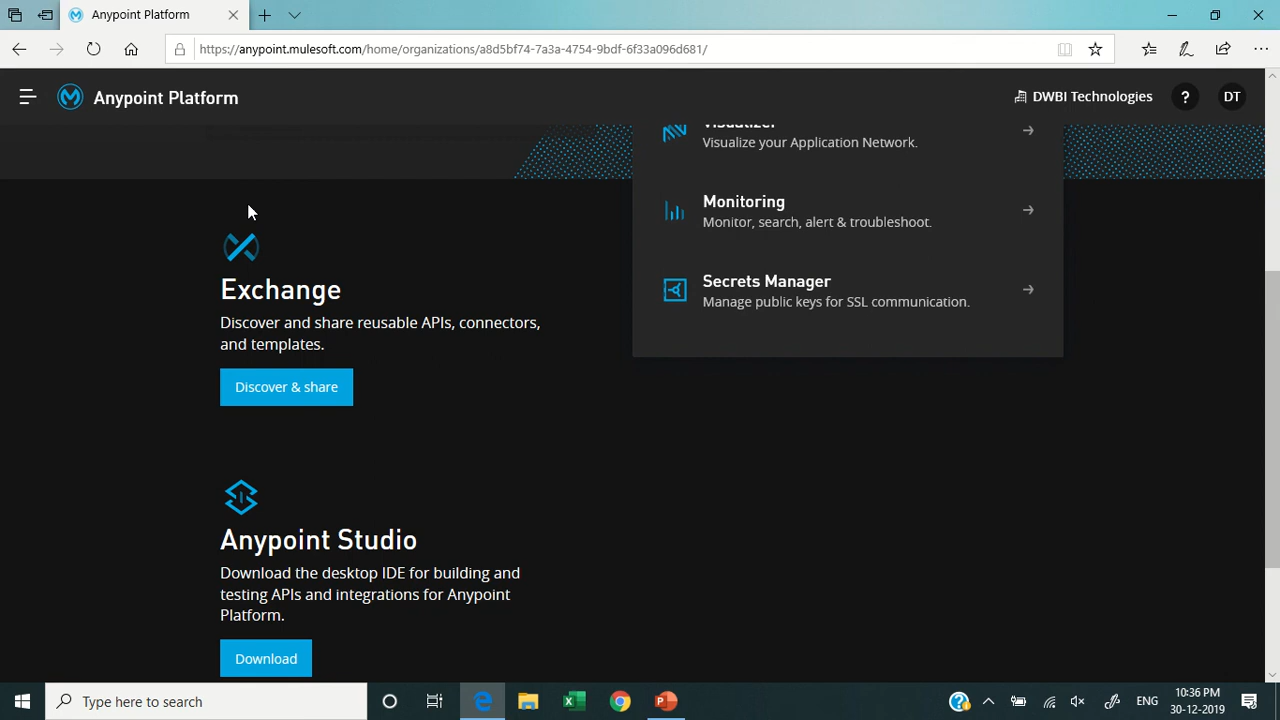 Anypoint Platform
https://anypoint.mulesoft.com/home/organizations/a8d5bf74-7a3a-4754-9bdf-6f33a096d681/
Anypoint Platform
DWBI Technologies
?
DT
Visualizer
Visualize your Application Network.
Monitoring
Monitor, search, alert & troubleshoot.
Secrets Manager
Manage public keys for SSL communication.
Exchange
Discover and share reusable APIs, connectors,
and templates.
Discover & share
Anypoint Studio
Download the desktop IDE for building and
testing APIs and integrations for Anypoint
Platform.
Download
Type here to search
ENG
10:36 PM
30-12-2019